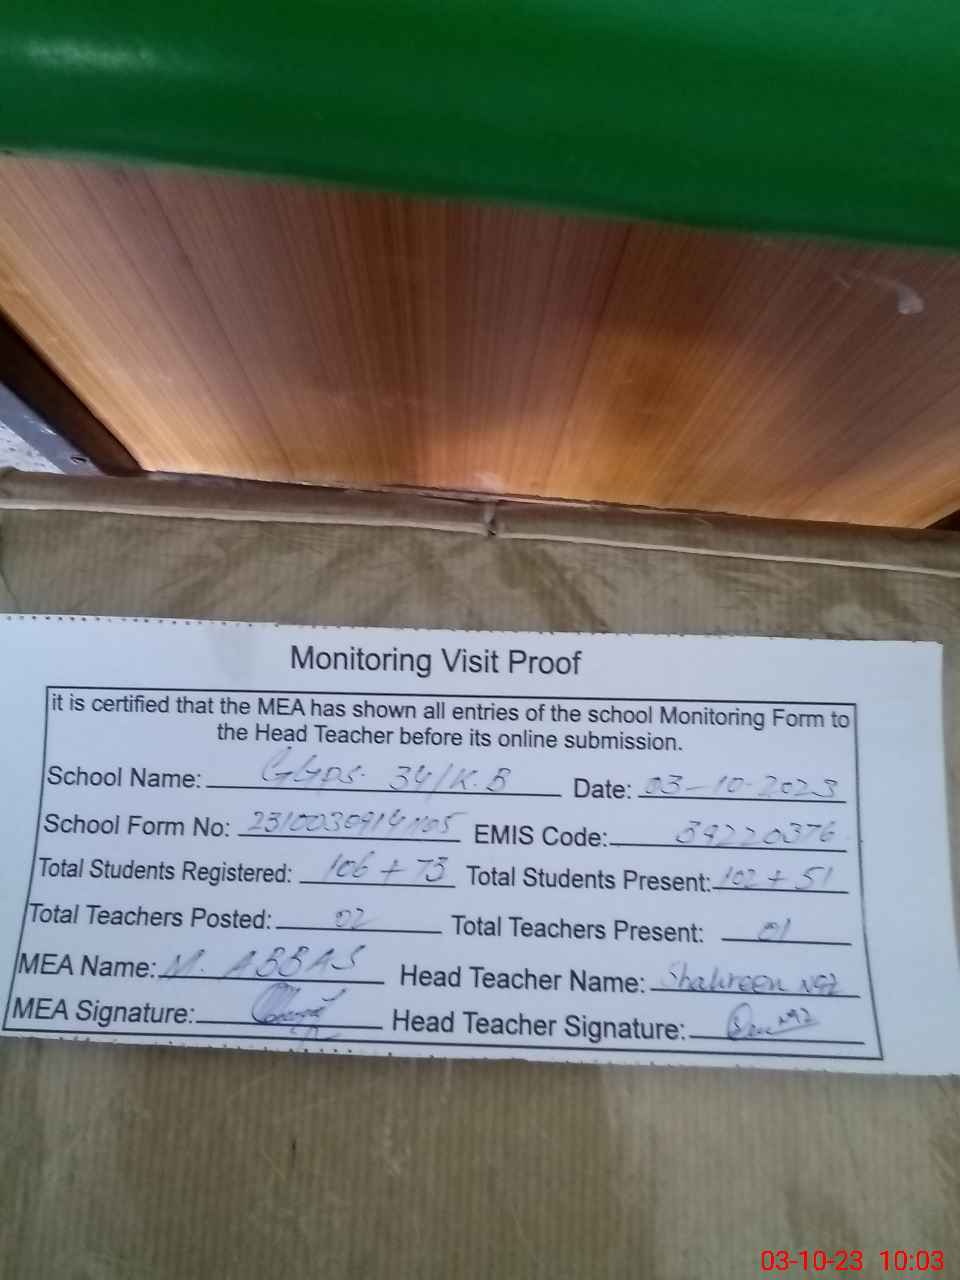 Monitoring Visit Proof
it is certified that the MEA has shown all entries of the school Monitoring Form to
the Head Teacher before its online submission.
School Name: GGPS. 34/K.B Date: 03-10-2023
School Form No: EMIS Code: 39220376
Total Students Registered: 106 + 73 Total Students Present: 102 + 51
Total Teachers Posted: 02 Total Teachers Present: 01
MEA Name: M. ABBAS Head Teacher Name: Shahreen Naz
MEA Signature: Head Teacher Signature:
03-10-23 10:03